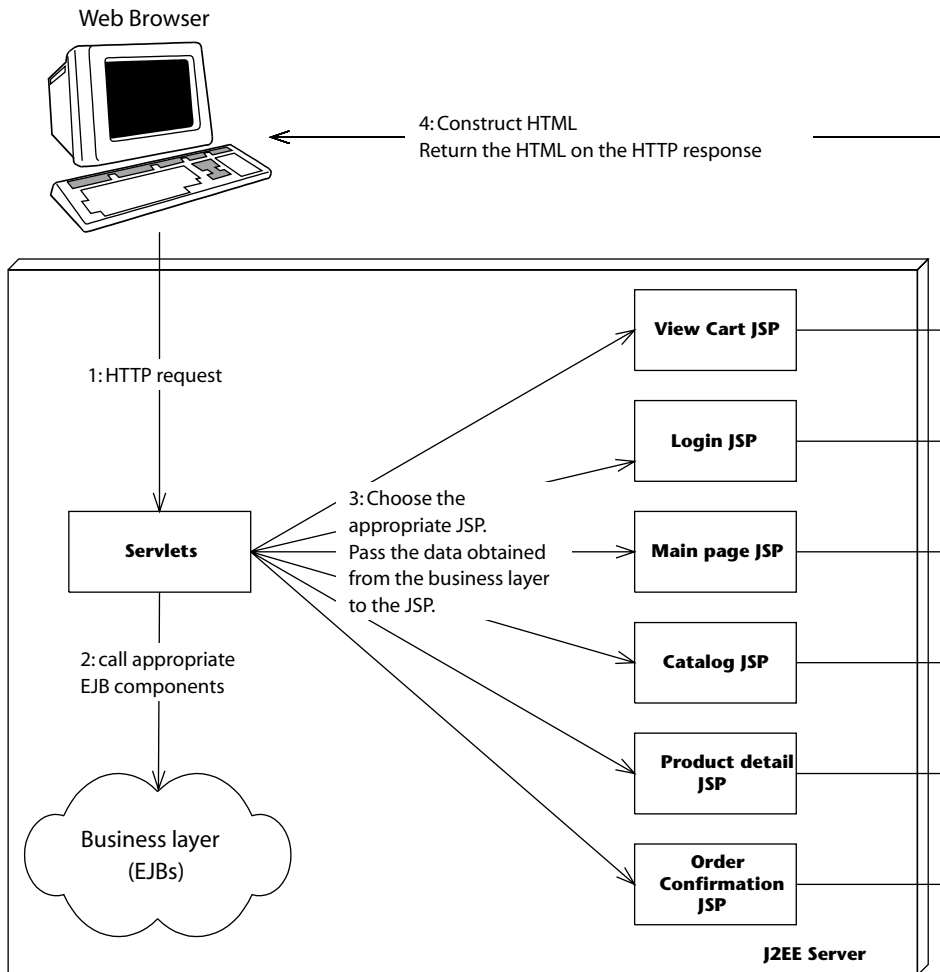 Web Browser
4: Construct HTML
Return the HTML on the HTTP response
View Cart JSP
1: HTTP request
Login JSP
3: Choose the
appropriate JSP.
Pass the data obtained
from the business layer
to the JSP.
Servlets
Main page JSP
2: call appropriate
EJB components
Catalog JSP
Product detail
JSP
Business layer
(EJBs)
Order
Confirmation
JSP
J2EE Server